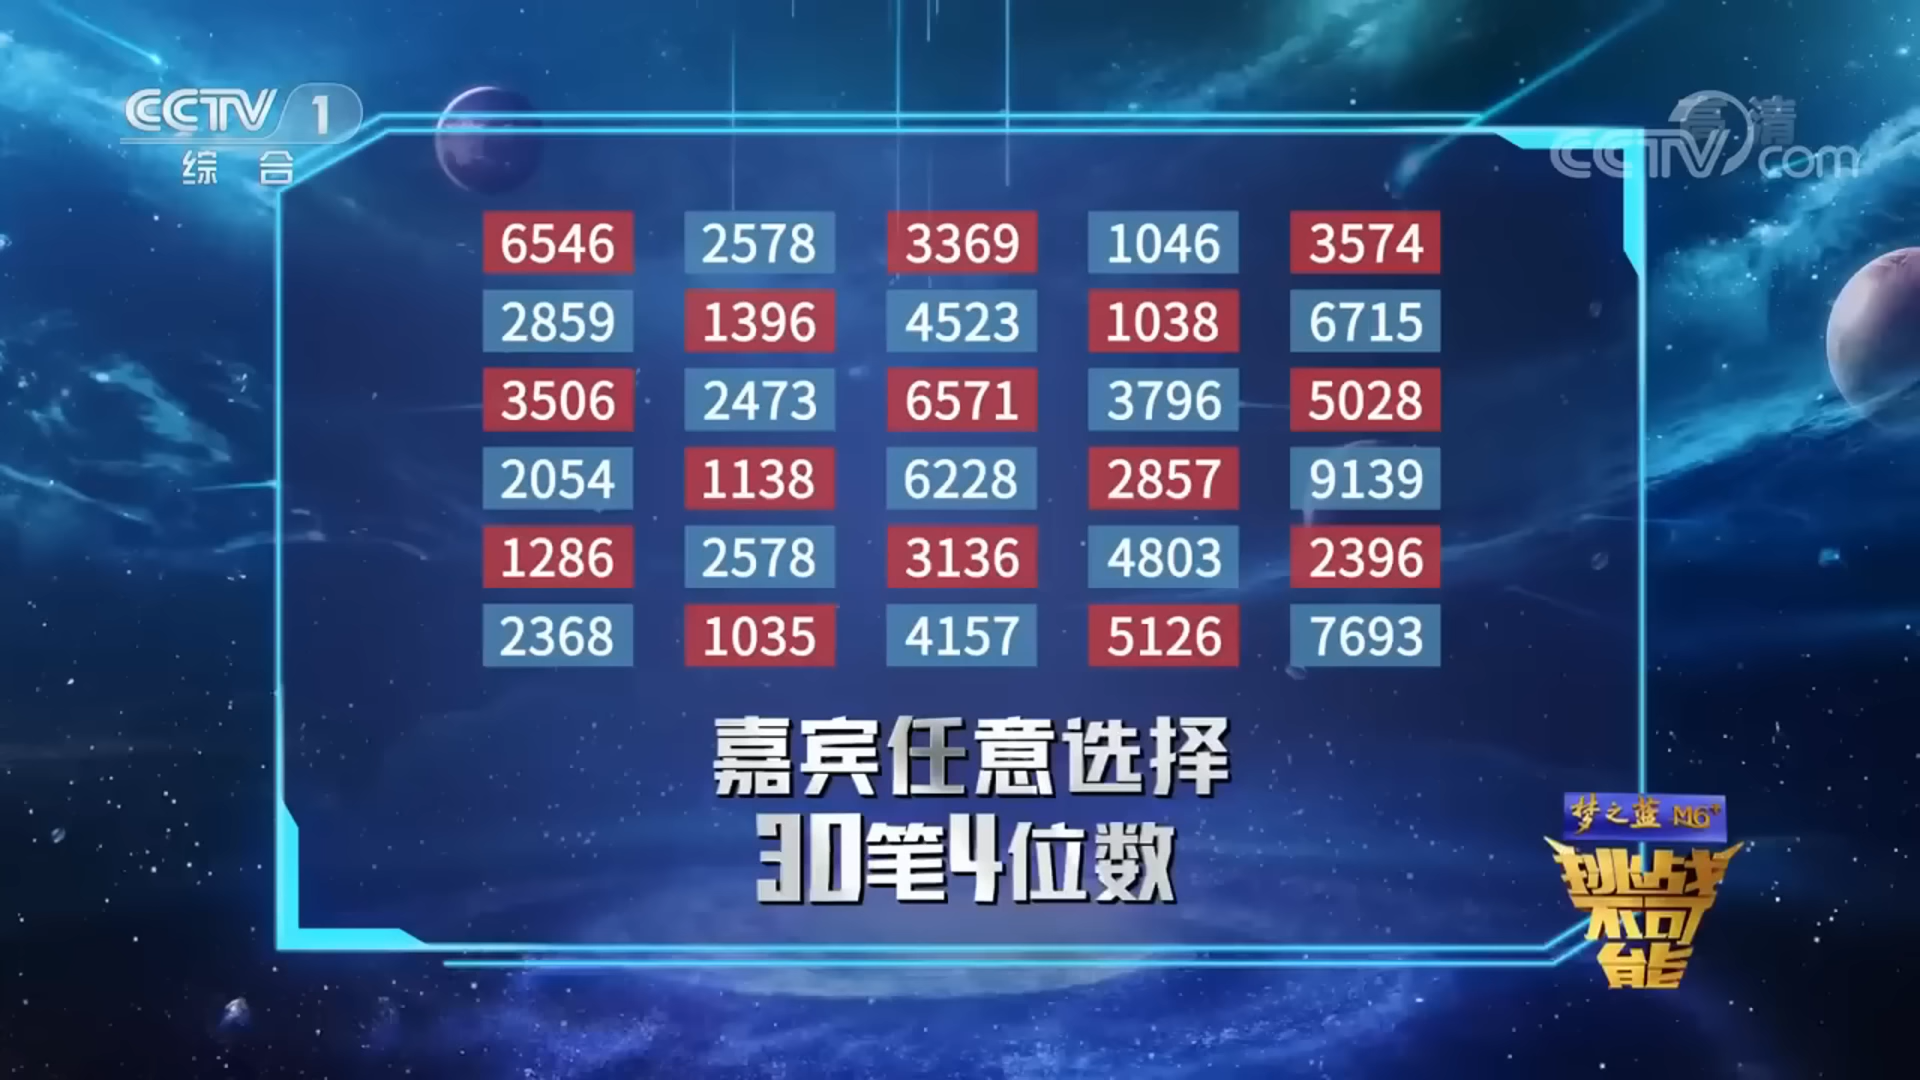 CCTV 1
综合
高清
CCTV.com
6546 2578 3369 1046 3574
2859 1396 4523 1038 6715
3506 2473 6571 3796 5028
2054 1138 6228 2857 9139
1286 2578 3136 4803 2396
2368 1035 4157 5126 7693
嘉宾任意选择
30笔4位数
梦之蓝 M6+
挑战
不可
能